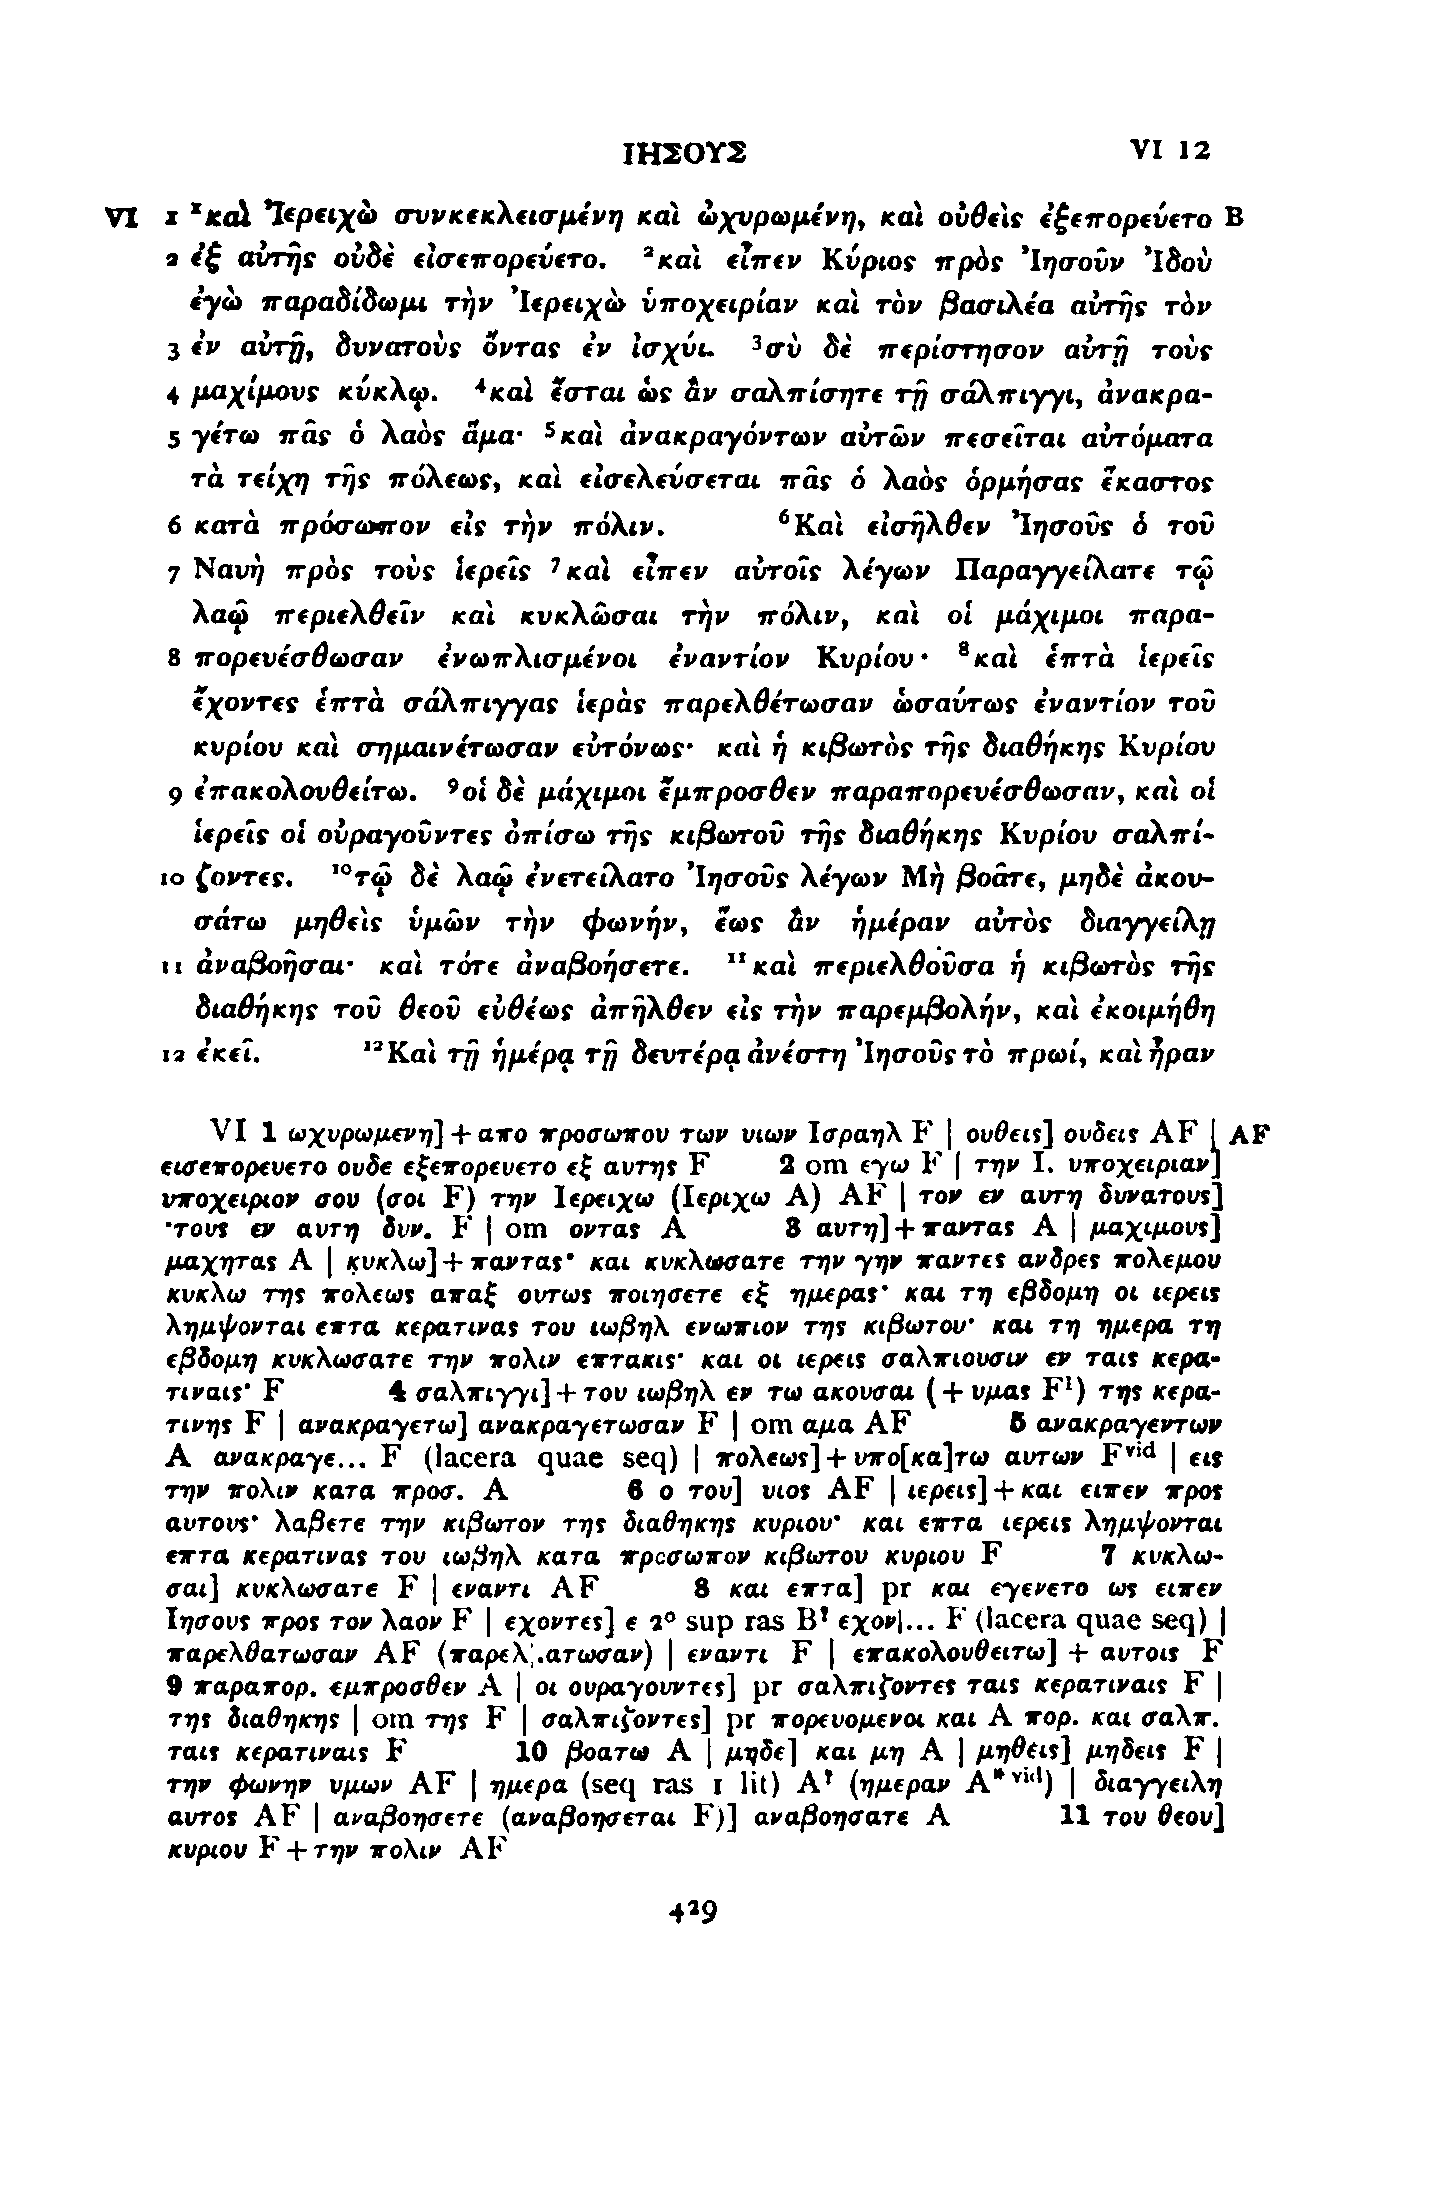 ΙΗΣΟΥΣ VI 12
VI 1 ¹καὶ Ἰερειχὼ συνκεκλεισμένη καὶ ὠχυρωμένη, καὶ οὐθεὶς ἐξεπορεύετο B
2 ἐξ αὐτῆς οὐδὲ εἰσεπορεύετο. ²καὶ εἶπεν Κύριος πρὸς Ἰησοῦν Ἰδοὺ
ἐγὼ παραδίδωμι τὴν Ἰερειχὼ ὑποχειρίαν καὶ τὸν βασιλέα αὐτῆς τὸν
3 ἐν αὐτῇ, δυνατοὺς ὄντας ἐν ἰσχύι. ³σὺ δὲ περίστησον αὐτῇ τοὺς
4 μαχίμους κύκλῳ. ⁴καὶ ἔσται ὡς ἂν σαλπίσητε τῇ σάλπιγγι, ἀνακρα-
5 γέτω πᾶς ὁ λαὸς ἅμα· ⁵καὶ ἀνακραγόντων αὐτῶν πεσεῖται αὐτόματα
τὰ τείχη τῆς πόλεως, καὶ εἰσελεύσεται πᾶς ὁ λαὸς ὁρμήσας ἕκαστος
6 κατὰ πρόσωπον εἰς τὴν πόλιν. ⁶Καὶ εἰσῆλθεν Ἰησοῦς ὁ τοῦ
7 Ναυὴ πρὸς τοὺς ἱερεῖς ⁷καὶ εἶπεν αὐτοῖς λέγων Παραγγείλατε τῷ
λαῷ περιελθεῖν καὶ κυκλῶσαι τὴν πόλιν, καὶ οἱ μάχιμοι παρα-
8 πορευέσθωσαν ἐνωπλισμένοι ἐναντίον Κυρίου· ⁸καὶ ἑπτὰ ἱερεῖς
ἔχοντες ἑπτὰ σάλπιγγας ἱερὰς παρελθέτωσαν ὡσαύτως ἐναντίον τοῦ
κυρίου καὶ σημαινέτωσαν εὐτόνως· καὶ ἡ κιβωτὸς τῆς διαθήκης Κυρίου
9 ἐπακολουθείτω. ⁹οἱ δὲ μάχιμοι ἔμπροσθεν παραπορευέσθωσαν, καὶ οἱ
ἱερεῖς οἱ οὐραγοῦντες ὀπίσω τῆς κιβωτοῦ τῆς διαθήκης Κυρίου σαλπί-
10 ζοντες. ¹⁰τῷ δὲ λαῷ ἐνετείλατο Ἰησοῦς λέγων Μὴ βοᾶτε, μηδὲ ἀκου-
σάτω μηθεὶς ὑμῶν τὴν φωνήν, ἕως ἂν ἡμέραν αὐτὸς διαγγείλῃ
11 ἀναβοῆσαι· καὶ τότε ἀναβοήσετε. ¹¹καὶ περιελθοῦσα ἡ κιβωτὸς τῆς
διαθήκης τοῦ θεοῦ εὐθέως ἀπῆλθεν εἰς τὴν παρεμβολήν, καὶ ἐκοιμήθη
12 ἐκεῖ. ¹²Καὶ τῇ ἡμέρᾳ τῇ δευτέρᾳ ἀνέστη Ἰησοῦς τὸ πρωί, καὶ ἦραν
VI 1 ωχυρωμενη] + απο προσωπου των υιων Ισραηλ F | ουθεις] ουδεις AF | AF
εισεπορευετο ουδε εξεπορευετο εξ αυτης F 2 om εγω F | την Ι. υποχειριαν]
υποχειριον σου (σοι F) την Ιερειχω (Ιεριχω A) AF | τον εν αυτη δυνατους]
τους εν αυτη δυν. F | om οντας A 3 αυτη] + παντας A | μαχιμους]
μαχητας A | κυκλω] + παντας· και κυκλωσατε την γην παντες ανδρες πολεμου
κυκλω της πολεως απαξ ουτως ποιησετε εξ ημερας· και τη εβδομη οι ιερεις
λημψονται επτα κερατινας του ιωβηλ ενωπιον της κιβωτου· και τη ημερα τη
εβδομη κυκλωσατε την πολιν επτακις· και οι ιερεις σαλπιουσιν εν ταις κερα-
τιναις· F 4 σαλπιγγι] + του ιωβηλ εν τω ακουσαι (+ υμας F¹) της κερα-
τινης F | ανακραγετω] ανακραγετωσαν F | om αμα AF 5 ανακραγεντων
A ανακραγε... F (lacera quae seq) | πολεως] + υπο[κα]τω αυτων Fᵛⁱᵈ | εις
την πολιν κατα προσ. A 6 ο του] υιος AF | ιερεις] + και ειπεν προς
αυτους· λαβετε την κιβωτον της διαθηκης κυριου· και επτα ιερεις λημψονται
επτα κερατινας του ιωβηλ κατα προσωπον κιβωτου κυριου F 7 κυκλω-
σαι] κυκλωσατε F | εναντι AF 8 και επτα] pr και εγενετο ως ειπεν
Ιησους προς τον λαον F | εχοντες] ε 2° sup ras B? εχον|... F (lacera quae seq) |
παρελθατωσαν AF (παρελ..ατωσαν) | εναντι F | επακολουθειτω] + αυτοις F
9 παραπορ. εμπροσθεν A | οι ουραγουντες] pr σαλπιζοντες ταις κερατιναις F |
της διαθηκης | om της F | σαλπιζοντες] pr πορευομενοι και A πορ. και σαλπ.
ταις κερατιναις F 10 βοατω A | μηδε] και μη A | μηθεις] μηδεις F |
την φωνην υμων AF | ημερα (seq ras 1 lit) A? (ημεραν A*ᵛⁱᵈ) | διαγγειλη
αυτος AF | αναβοησετε (αναβοησεται F)] αναβοησατε A 11 του θεου]
κυριου F + την πολιν AF
429